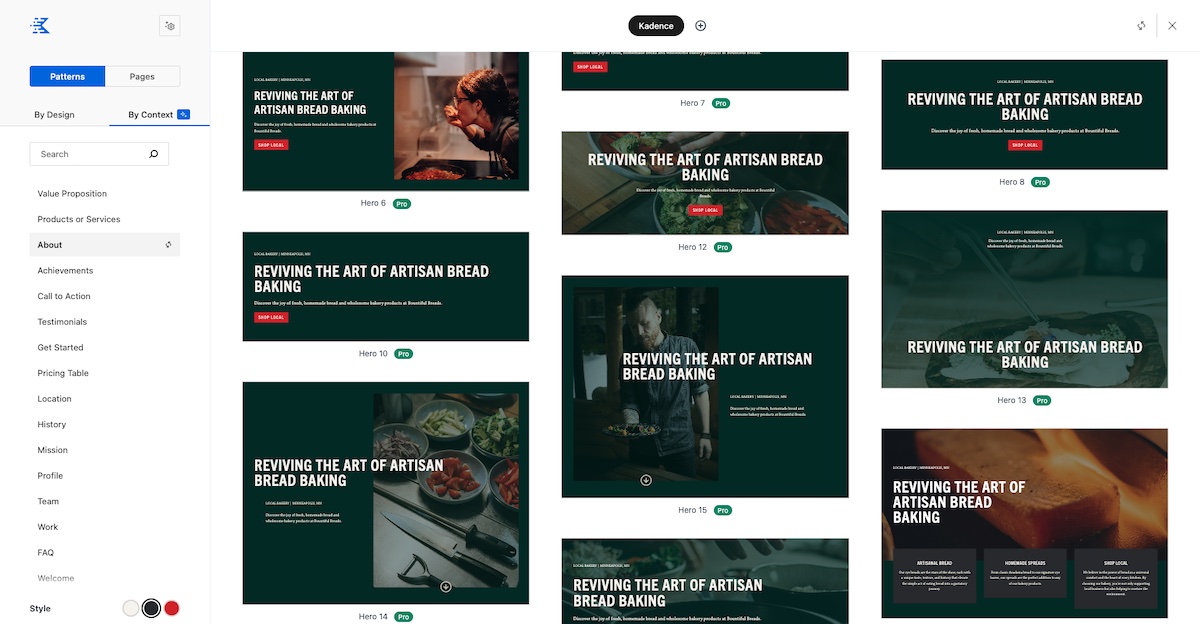 Kadence
Patterns
Pages
By Design
By Context
Search
Value Proposition
Products or Services
About
Achievements
Call to Action
Testimonials
Get Started
Pricing Table
Location
History
Mission
Profile
Team
Work
FAQ
Welcome
Style
LOCAL BAKERY | MINNEAPOLIS, MN
REVIVING THE ART OF
ARTISAN BREAD BAKING
Discover the joy of fresh, homemade bread and wholesome bakery products at
Bountiful Breads.
SHOP LOCAL
Hero 6 Pro
LOCAL BAKERY | MINNEAPOLIS, MN
REVIVING THE ART OF ARTISAN BREAD
BAKING
Discover the joy of fresh, homemade bread and wholesome bakery products at Bountiful Breads.
SHOP LOCAL
Hero 10 Pro
REVIVING THE ART OF ARTISAN
BREAD BAKING
LOCAL BAKERY | MINNEAPOLIS, MN
Discover the joy of fresh, homemade bread and
wholesome bakery products at Bountiful Breads.
Hero 14 Pro
SHOP LOCAL
Hero 7 Pro
REVIVING THE ART OF ARTISAN BREAD
BAKING
Discover the joy of fresh, homemade bread and wholesome bakery products at Bountiful
Breads.
SHOP LOCAL
Hero 12 Pro
REVIVING THE ART OF ARTISAN
BREAD BAKING
LOCAL BAKERY | MINNEAPOLIS, MN
Discover the joy of fresh, homemade bread and
wholesome bakery products at Bountiful Breads.
Hero 15 Pro
LOCAL BAKERY | MINNEAPOLIS, MN
REVIVING THE ART OF ARTISAN
BREAD BAKING
Discover the joy of fresh, homemade bread and wholesome bakery products at Bountiful Breads.
LOCAL BAKERY | MINNEAPOLIS, MN
REVIVING THE ART OF ARTISAN BREAD
BAKING
Discover the joy of fresh, homemade bread and wholesome bakery products at Bountiful Breads.
SHOP LOCAL
Hero 8 Pro
LOCAL BAKERY | MINNEAPOLIS, MN
Discover the joy of fresh, homemade bread and
wholesome bakery products at Bountiful Breads.
REVIVING THE ART OF ARTISAN BREAD
BAKING
Hero 13 Pro
LOCAL BAKERY | MINNEAPOLIS, MN
REVIVING THE ART OF
ARTISAN BREAD
BAKING
ARTISANAL BREAD
HOMEMADE SPREADS
SHOP LOCAL